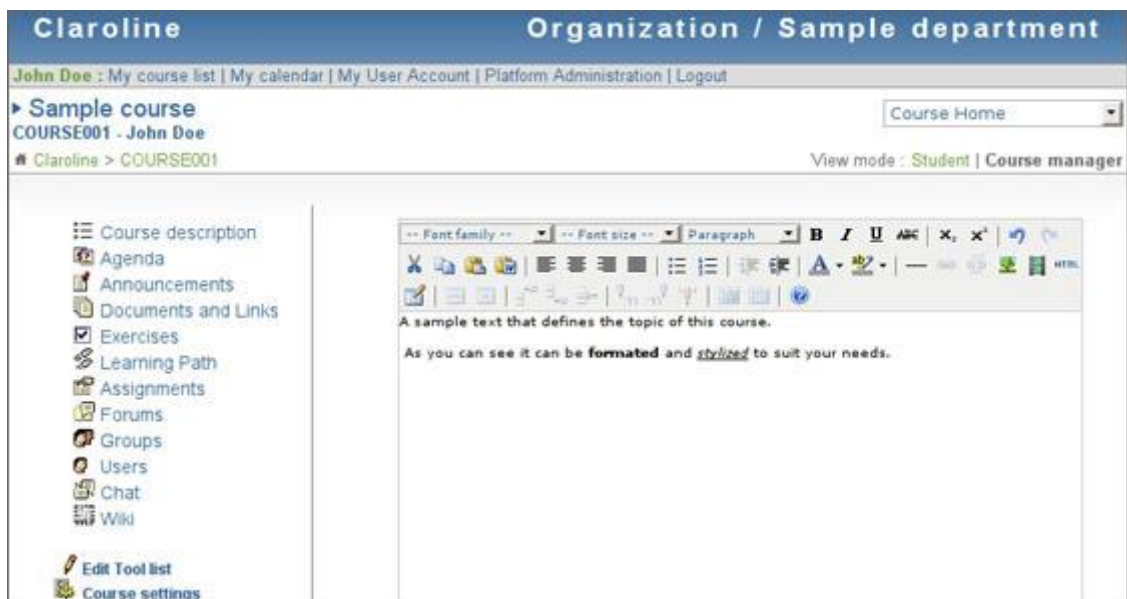 Claroline Organization / Sample department
John Doe : My course list | My calendar | My User Account | Platform Administration | Logout
Sample course
Course Home
COURSE001 - John Doe
Claroline > COURSE001
View mode : Student | Course manager
Course description
Agenda
Announcements
Documents and Links
Exercises
Learning Path
Assignments
Forums
Groups
Users
Chat
Wiki
Edit Tool list
Course settings
-- Font family -- -- Font size -- Paragraph B I U ABC x, x²
A ab/ HTML
A sample text that defines the topic of this course.
As you can see it can be formated and stylized to suit your needs.